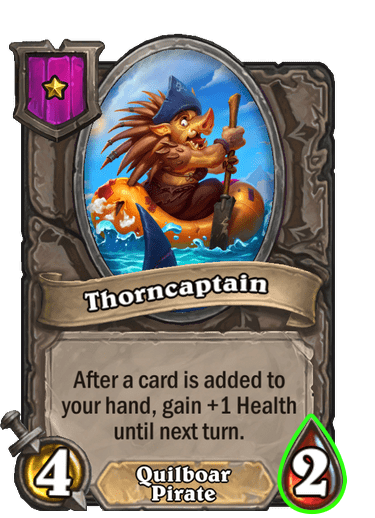 Thorncaptain
After a card is added to
your hand, gain +1 Health
until next turn.
4
Quilboar
Pirate
2